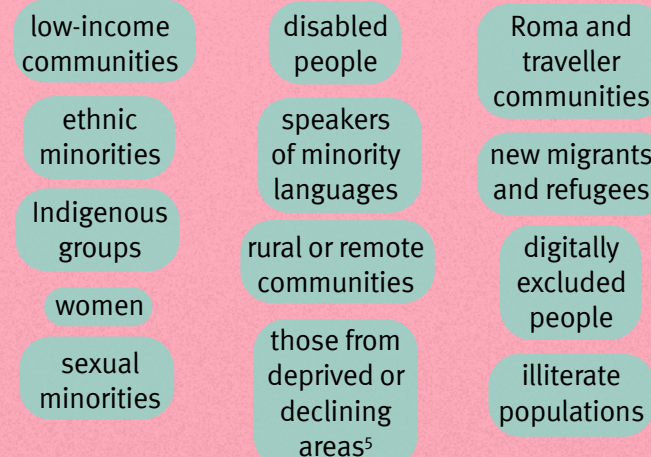 low-income
communities
ethnic
minorities
Indigenous
groups
women
sexual
minorities
disabled
people
speakers
of minority
languages
rural or remote
communities
those from
deprived or
declining
areas⁵
Roma and
traveller
communities
new migrants
and refugees
digitally
excluded
people
illiterate
populations